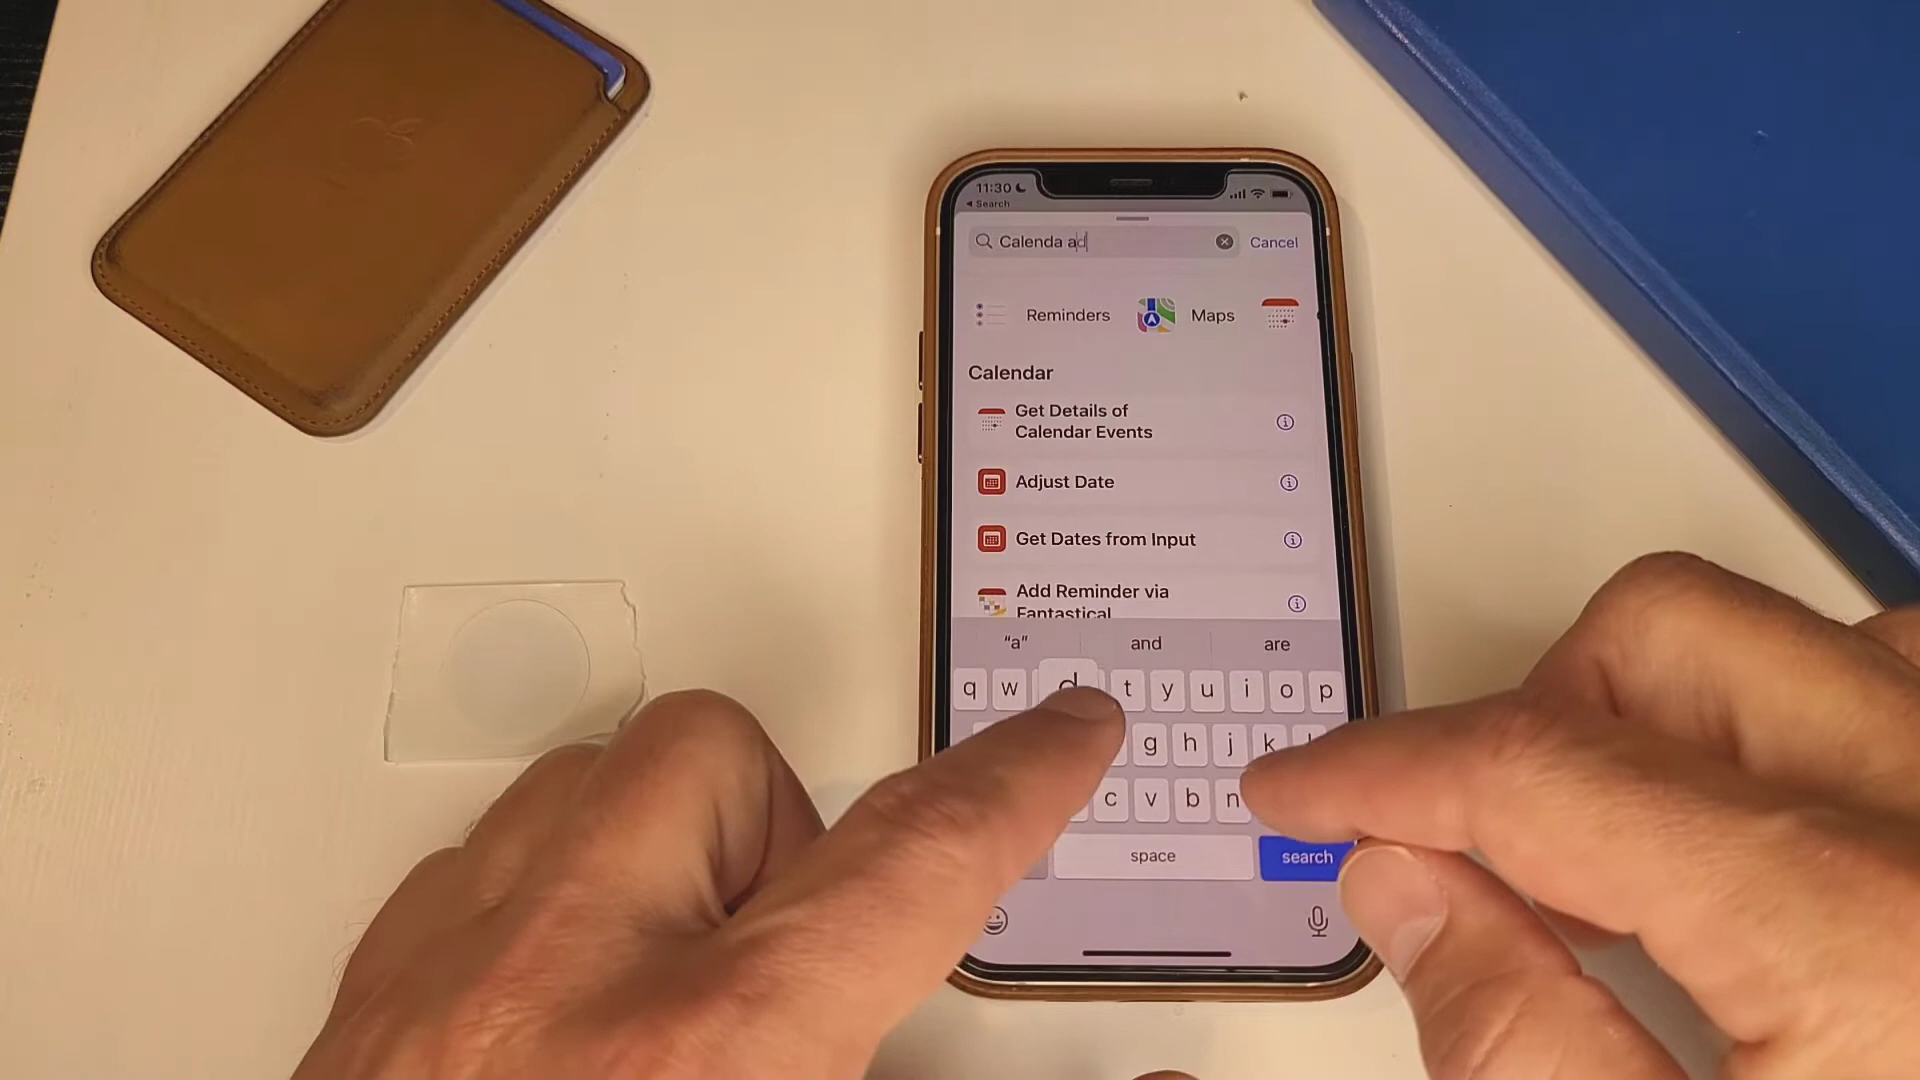 11:30
Search
Calenda ad
Cancel
Reminders
Maps
Calendar
Get Details of
Calendar Events
Adjust Date
Get Dates from Input
Add Reminder via
Fantastical
"a"
and
are
q w d t y u i o p
g h j k
c v b n
space
search